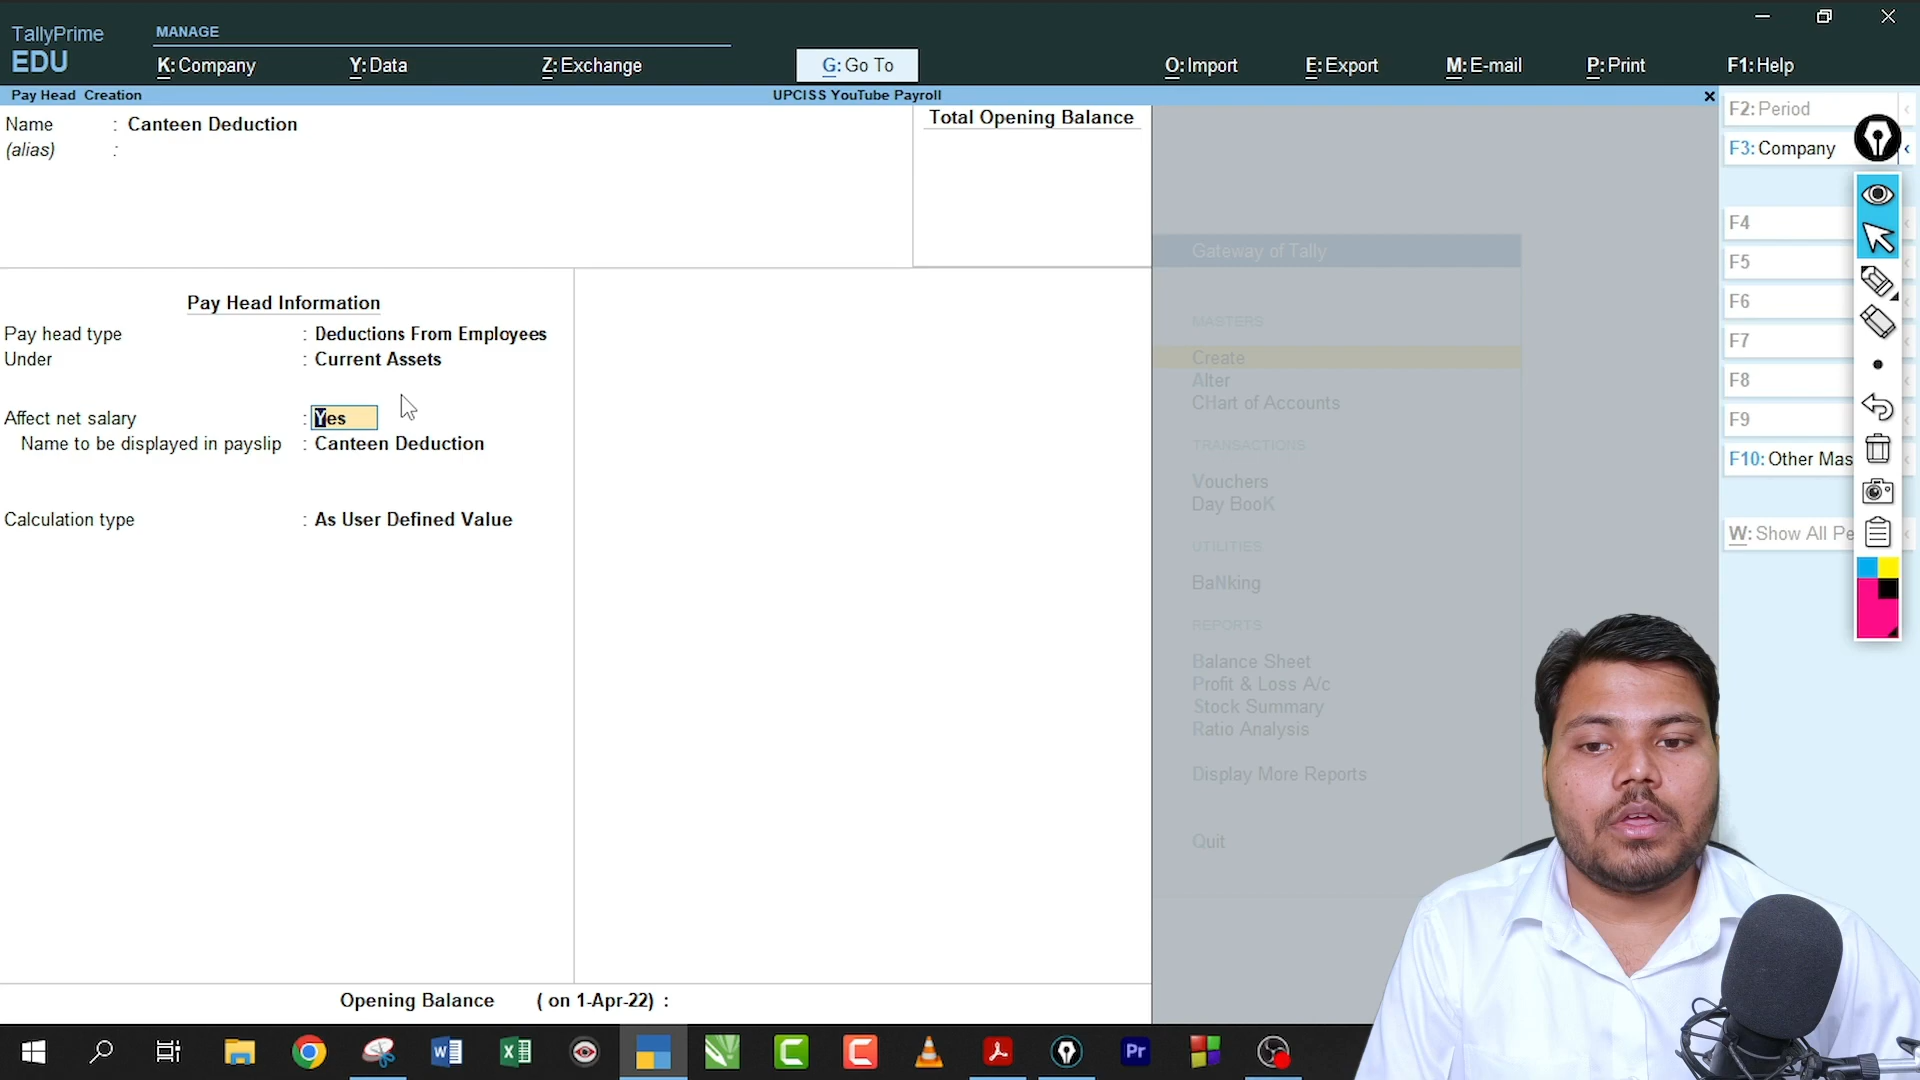 TallyPrime
EDU
MANAGE
K:Company
Y:Data
Z:Exchange
G:Go To
O:Import
E:Export
M:E-mail
P:Print
F1:Help
Pay Head Creation
UPCISS YouTube Payroll
Name : Canteen Deduction
(alias) :
Total Opening Balance
Pay Head Information
Pay head type : Deductions From Employees
Under : Current Assets
Affect net salary : Yes
Name to be displayed in payslip : Canteen Deduction
Calculation type : As User Defined Value
Opening Balance ( on 1-Apr-22) :
Gateway of Tally
MASTERS
Create
Alter
CHart of Accounts
TRANSACTIONS
Vouchers
Day BooK
UTILITIES
BaNking
REPORTS
Balance Sheet
Profit & Loss A/c
Stock Summary
Ratio Analysis
Display More Reports
Quit
F2: Period
F3: Company
F4
F5
F6
F7
F8
F9
F10: Other Mas
W: Show All Pe
Pr